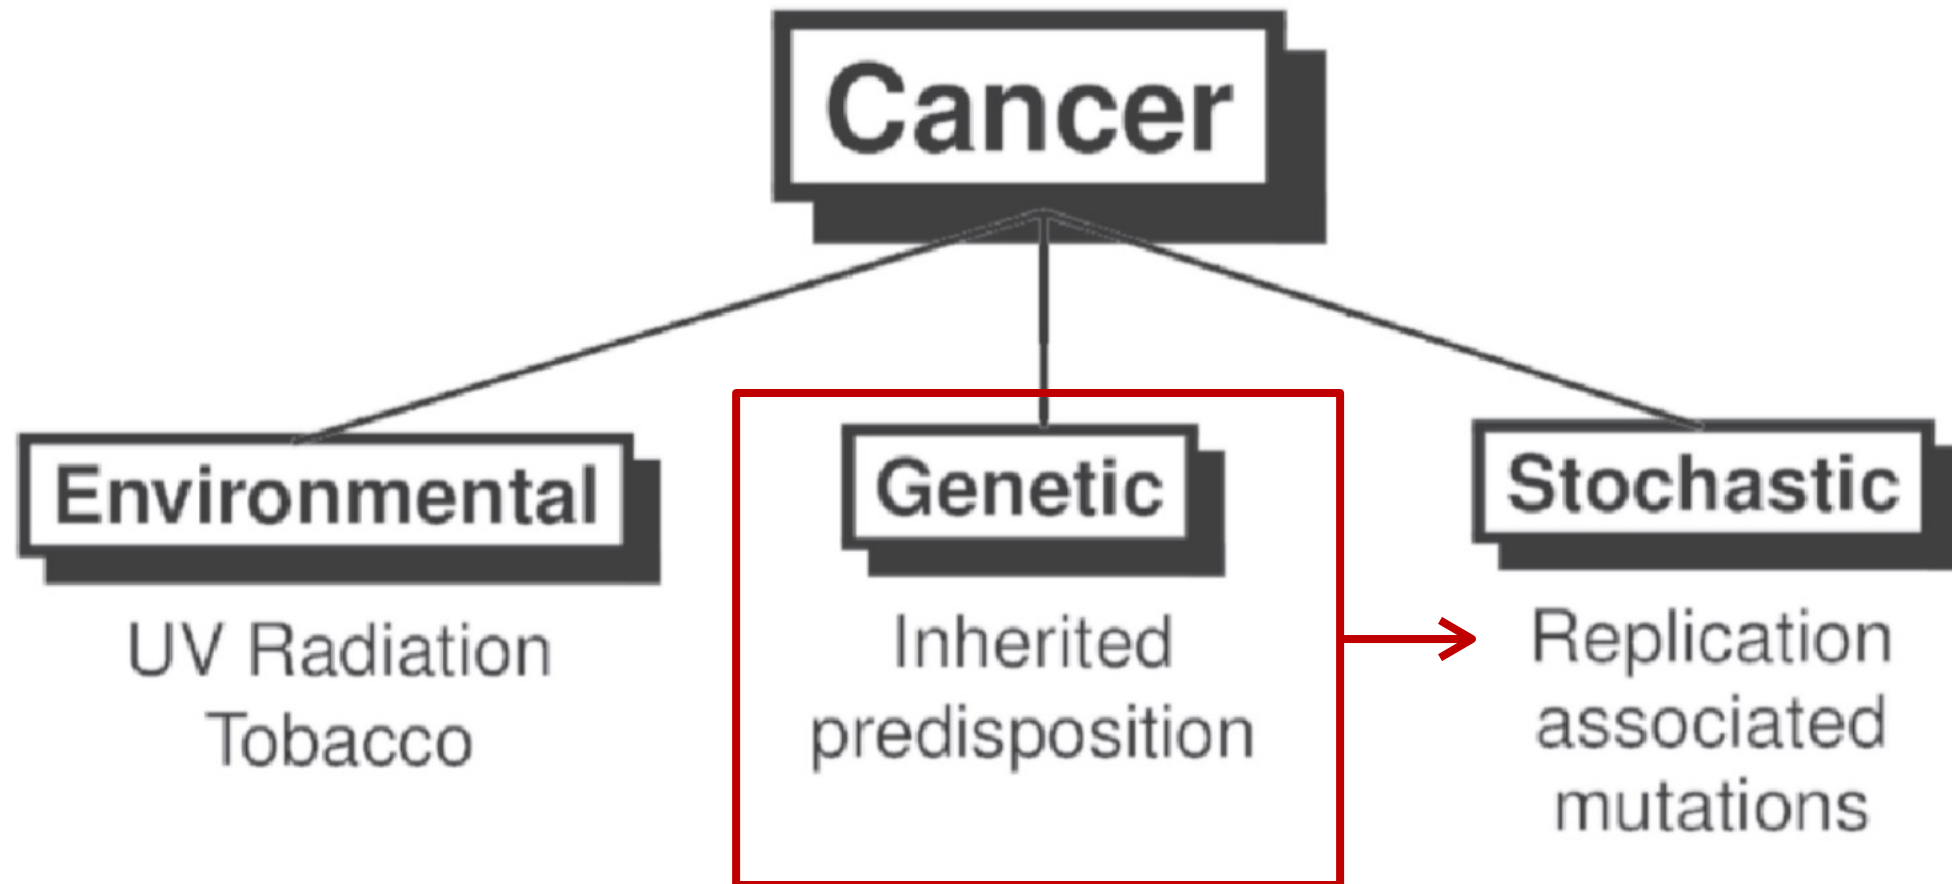 Cancer
Environmental
UV Radiation
Tobacco
Genetic
Inherited
predisposition
Stochastic
Replication
associated
mutations